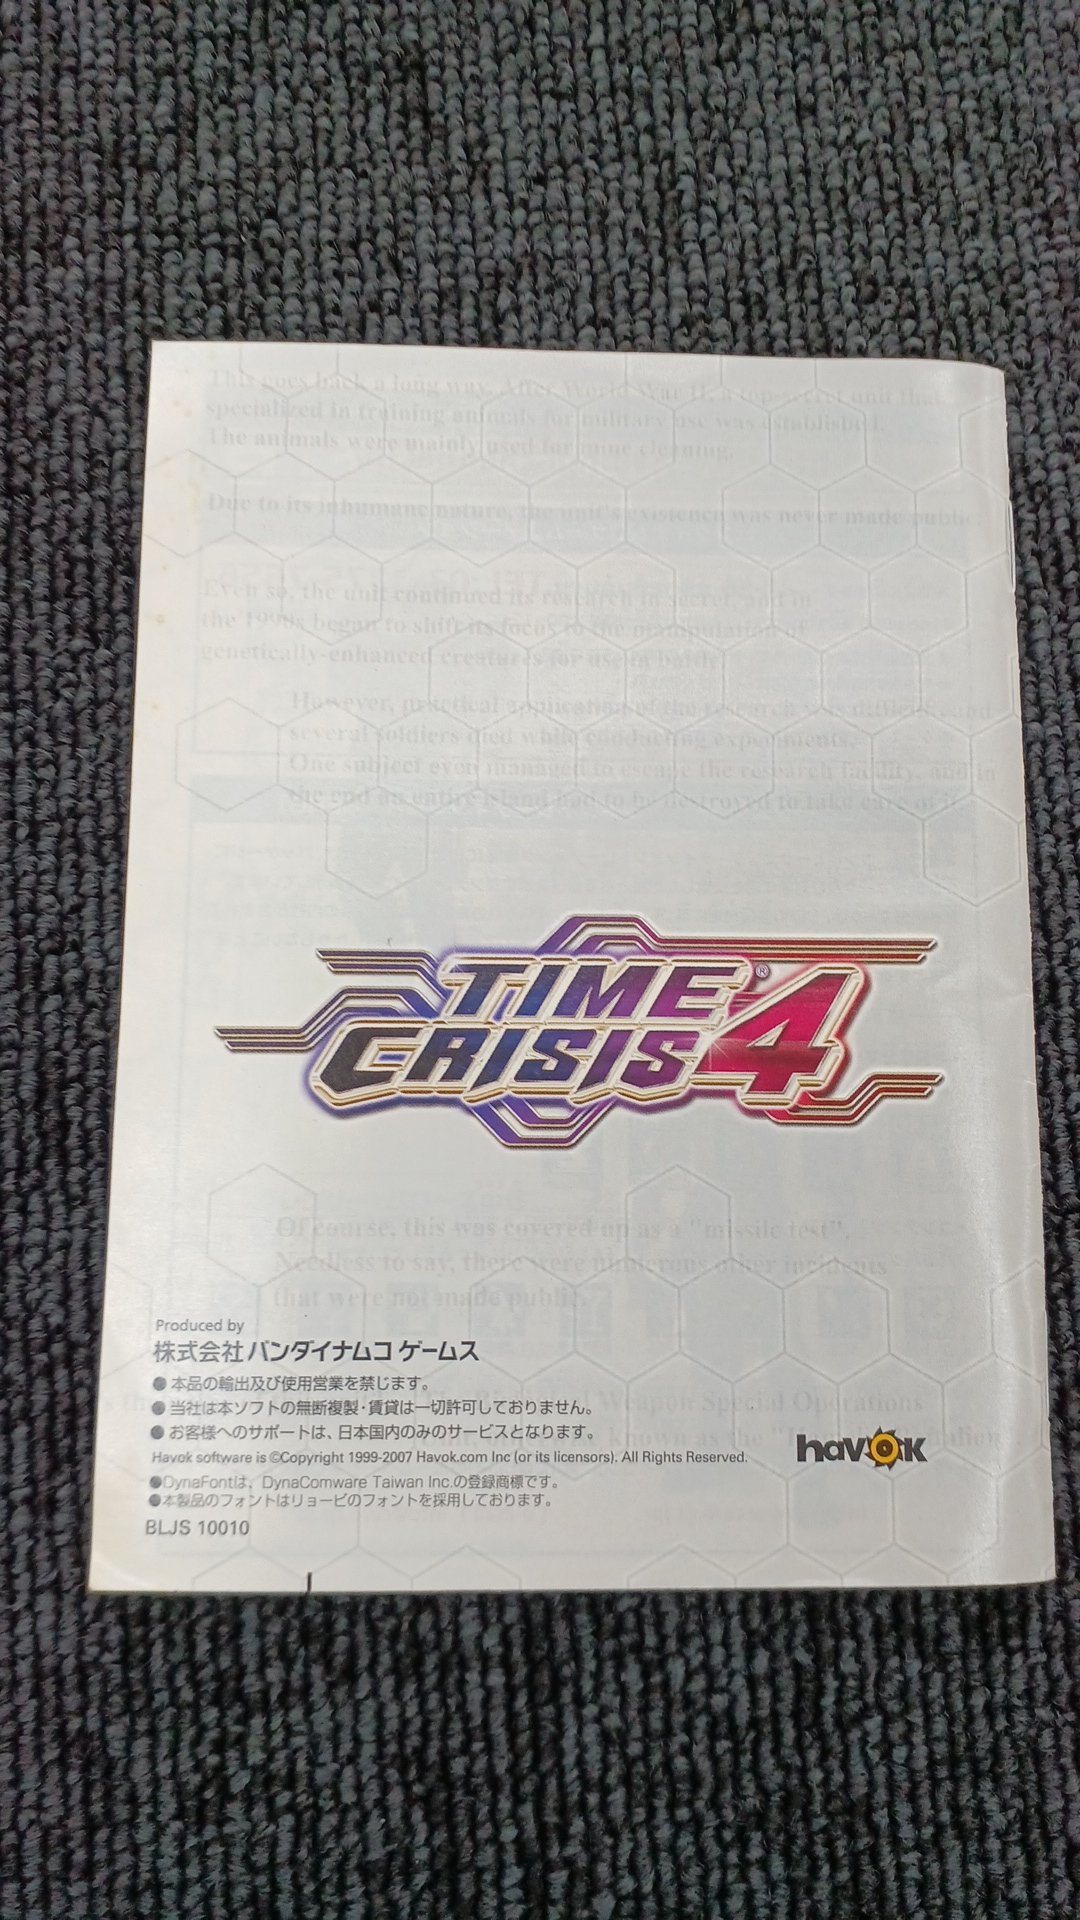 This goes back a long way. After World War II, a top-secret unit that
specialized in training animals for military use was established.
The animals were mainly used for mine clearing.
Due to its inhumane nature, the unit's existence was never made public.
Even so, the unit continued its research in secret, and in
the 1990s began to shift its focus to the manipulation of
genetically-enhanced creatures for use in battle.
However, practical application of the research was difficult, and
several soldiers died while conducting experiments.
One subject even managed to escape the research facility, and in
the end an entire island had to be destroyed to take care of it.
TIME®
CRISIS 4
Of course, this was covered up as a "missile test".
Needless to say, there were numerous other incidents
that were not made public.
Produced by
株式会社バンダイナムコ ゲームス
●本品の輸出及び使用営業を禁じます。
●当社は本ソフトの無断複製・賃貸は一切許可しておりません。
●お客様へのサポートは、日本国内のみのサービスとなります。
Weapon Special Operations
known as the "
Havok software is ©Copyright 1999-2007 Havok.com Inc (or its licensors). All Rights Reserved.
havok
●DynaFontは、DynaComware Taiwan Inc.の登録商標です。
●本製品のフォントはリョービのフォントを採用しております。
BLJS 10010